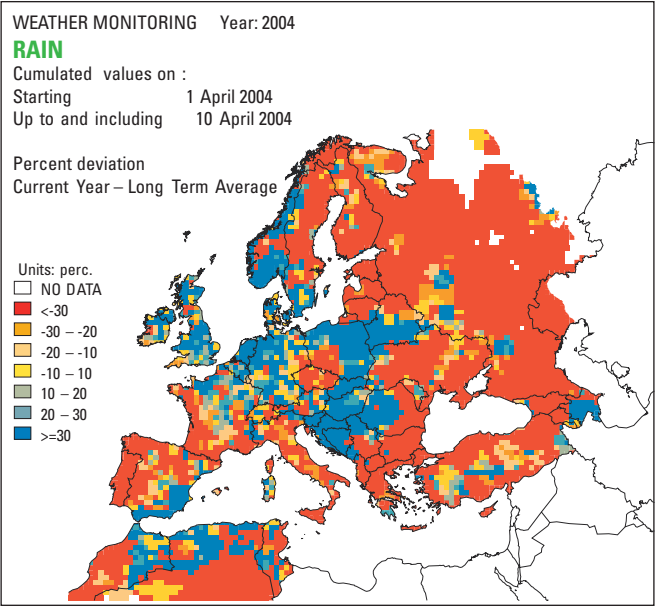 WEATHER MONITORING Year: 2004
RAIN
Cumulated values on :
Starting 1 April 2004
Up to and including 10 April 2004
Percent deviation
Current Year – Long Term Average
Units: perc.
NO DATA
<-30
-30 – -20
-20 – -10
-10 – 10
10 – 20
20 – 30
>=30